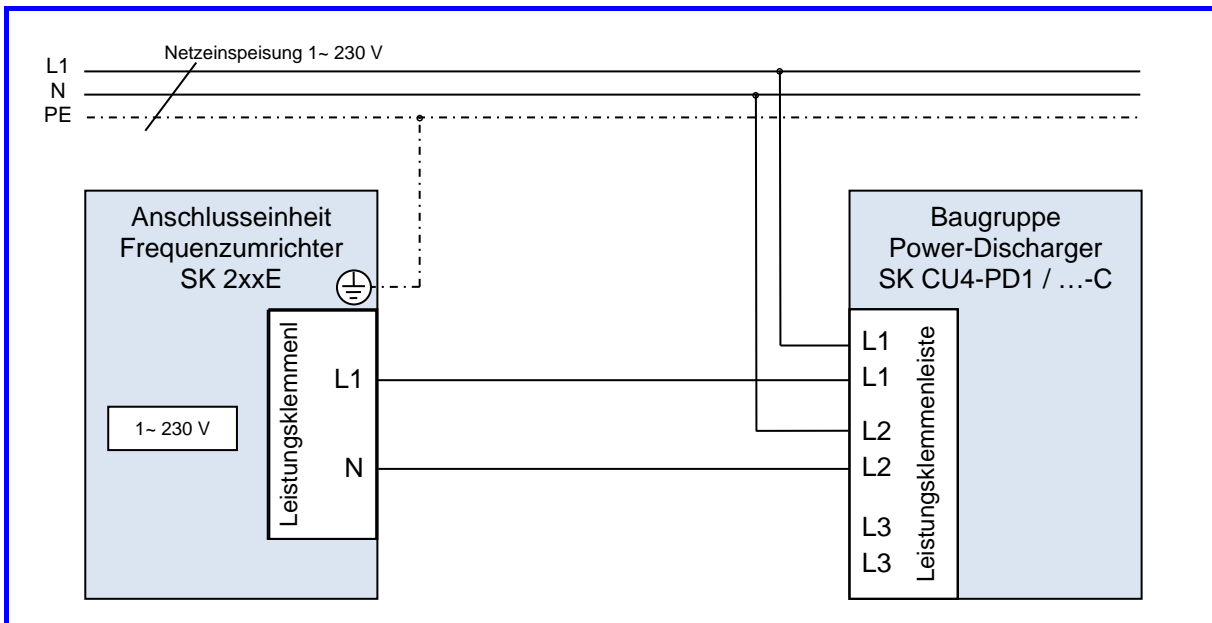 Netzeinspeisung 1~ 230 V
L1
N
PE
Anschlusseinheit
Frequenzumrichter
SK 2xxE
Leistungsklemmenl
L1
N
1~ 230 V
Baugruppe
Power-Discharger
SK CU4-PD1 / …-C
L1
L1
L2
L2
L3
L3
Leistungsklemmenleiste